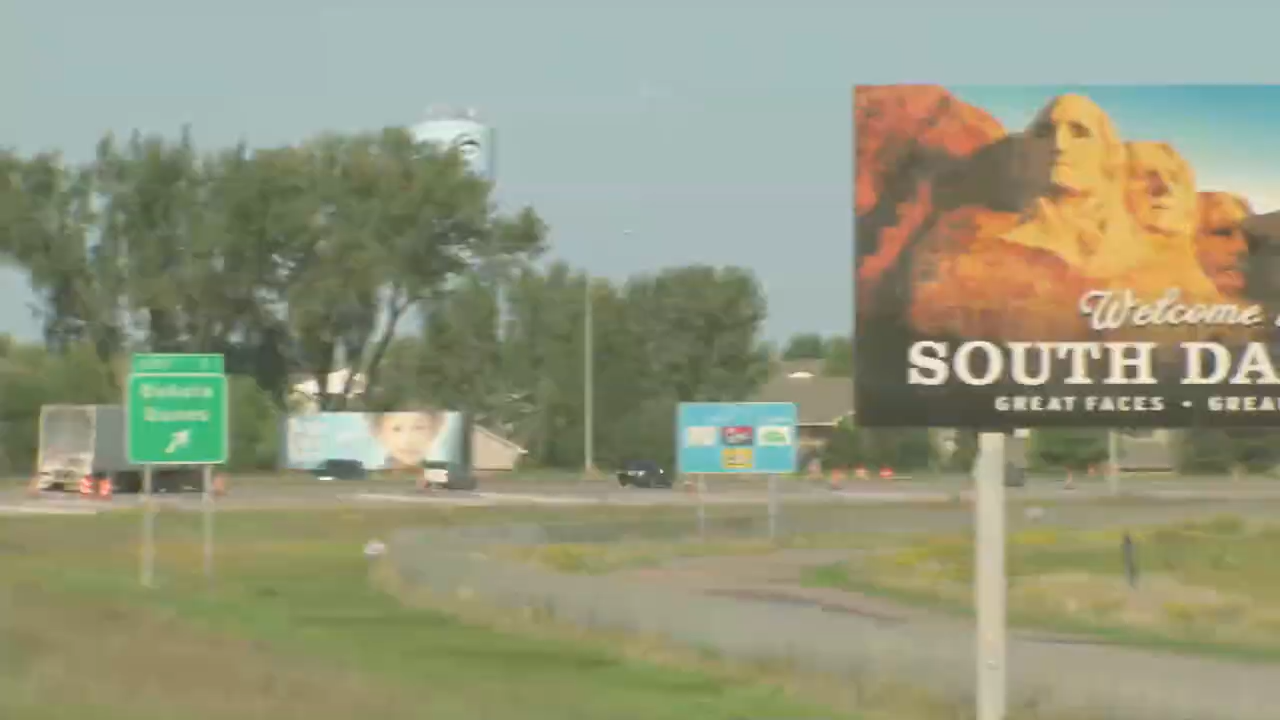 Dakota
Dunes
Welcome
SOUTH DA
GREAT FACES • GREA